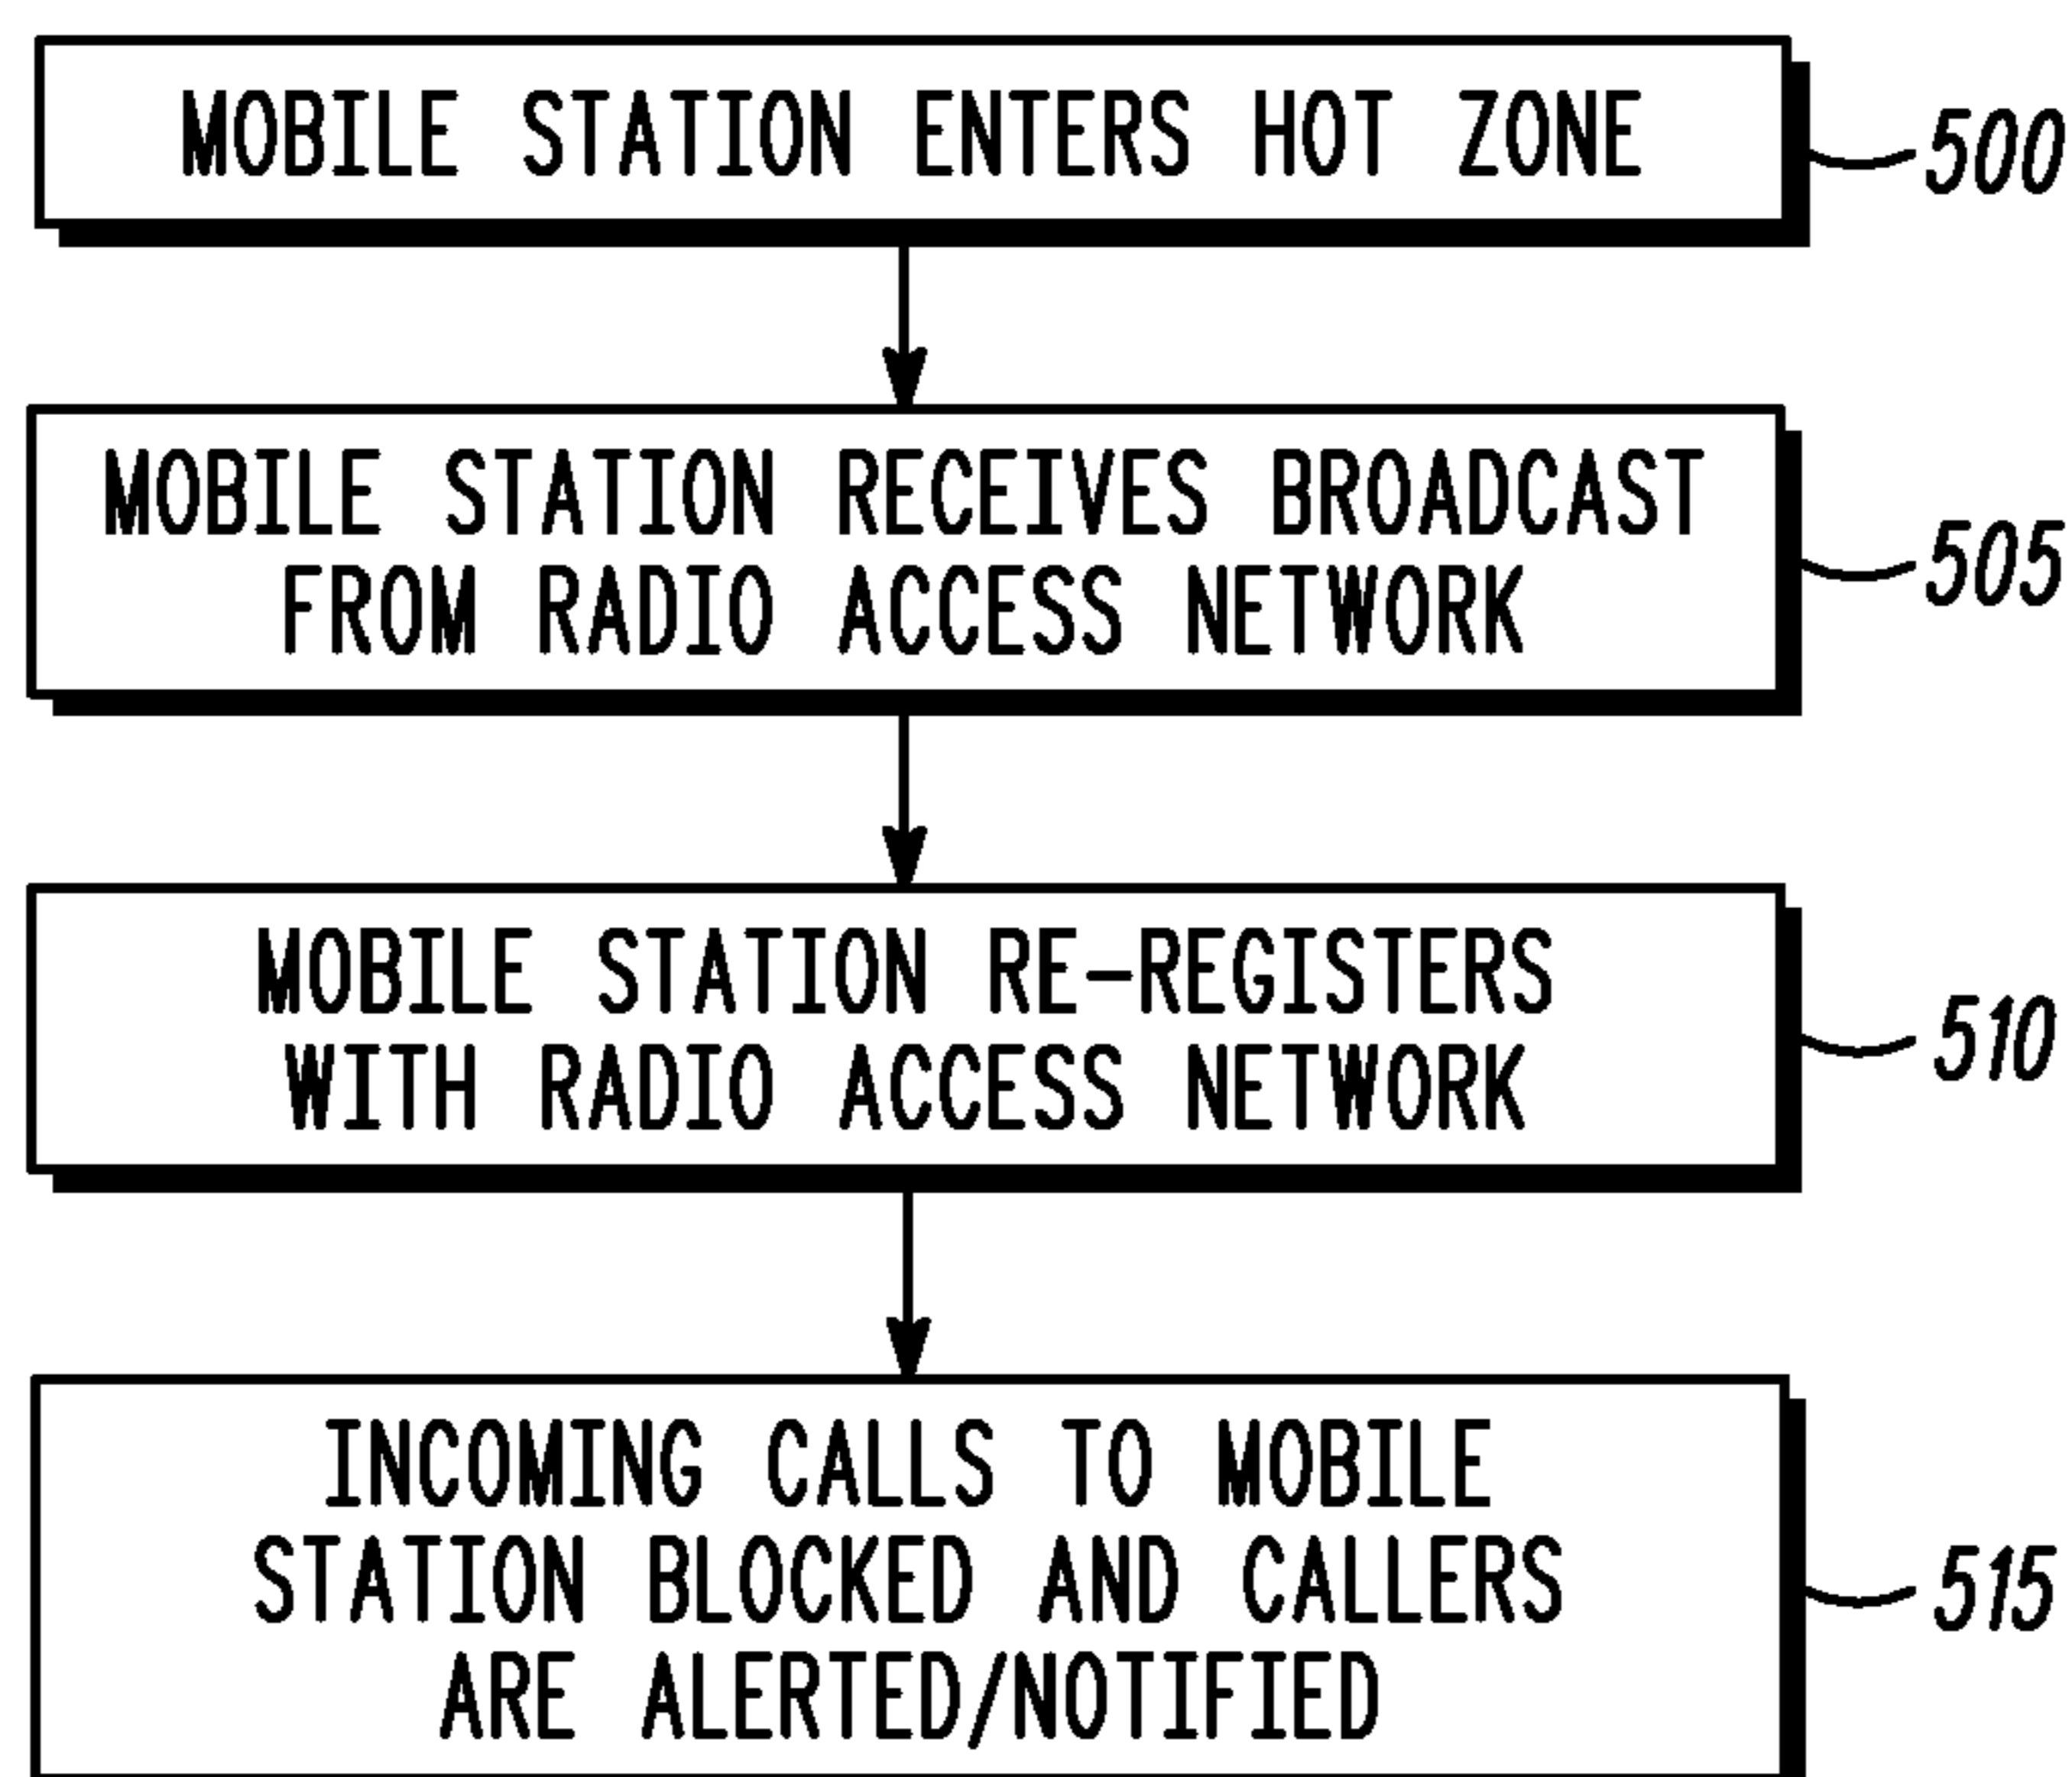 MOBILE STATION ENTERS HOT ZONE
500
MOBILE STATION RECEIVES BROADCAST
FROM RADIO ACCESS NETWORK
505
MOBILE STATION RE-REGISTERS
WITH RADIO ACCESS NETWORK
510
INCOMING CALLS TO MOBILE
STATION BLOCKED AND CALLERS
ARE ALERTED/NOTIFIED
515